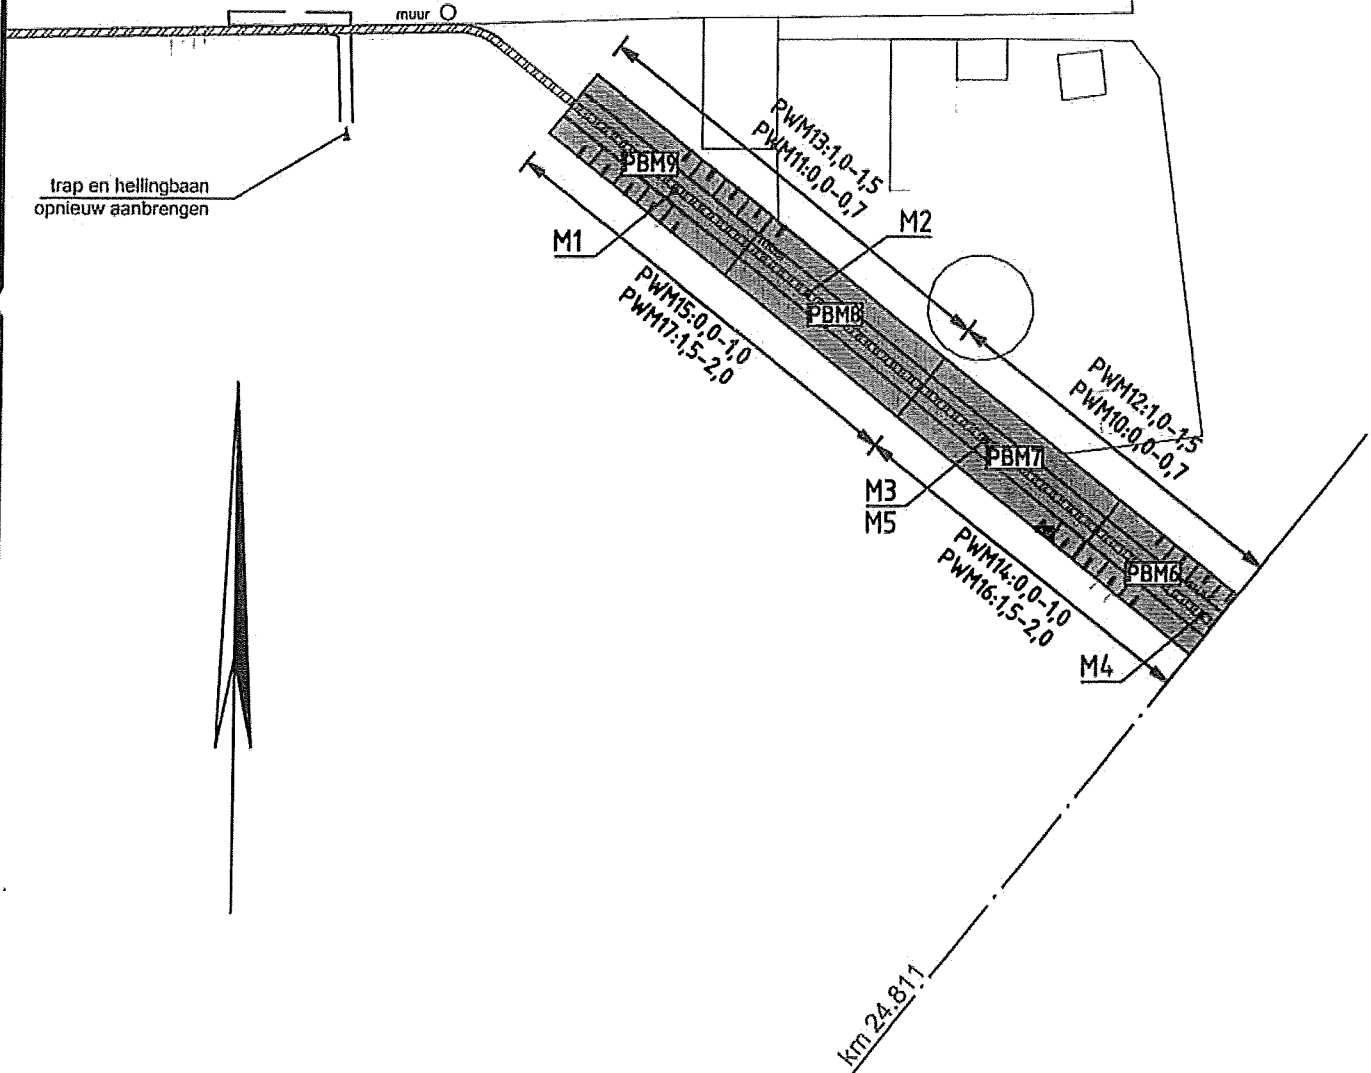 muur
trap en hellingbaan
opnieuw aanbrengen
PWM13:1,0-1,5
PWM11:0,0-0,7
PBM9
M1
M2
PWM15:0,0-1,0
PWM17:1,5-2,0
PBM8
PWM12:1,0-1,5
PWM10:0,0-0,7
PBM7
M3
M5
PWM14:0,0-1,0
PWM16:1,5-2,0
PBM6
M4
km 24.811